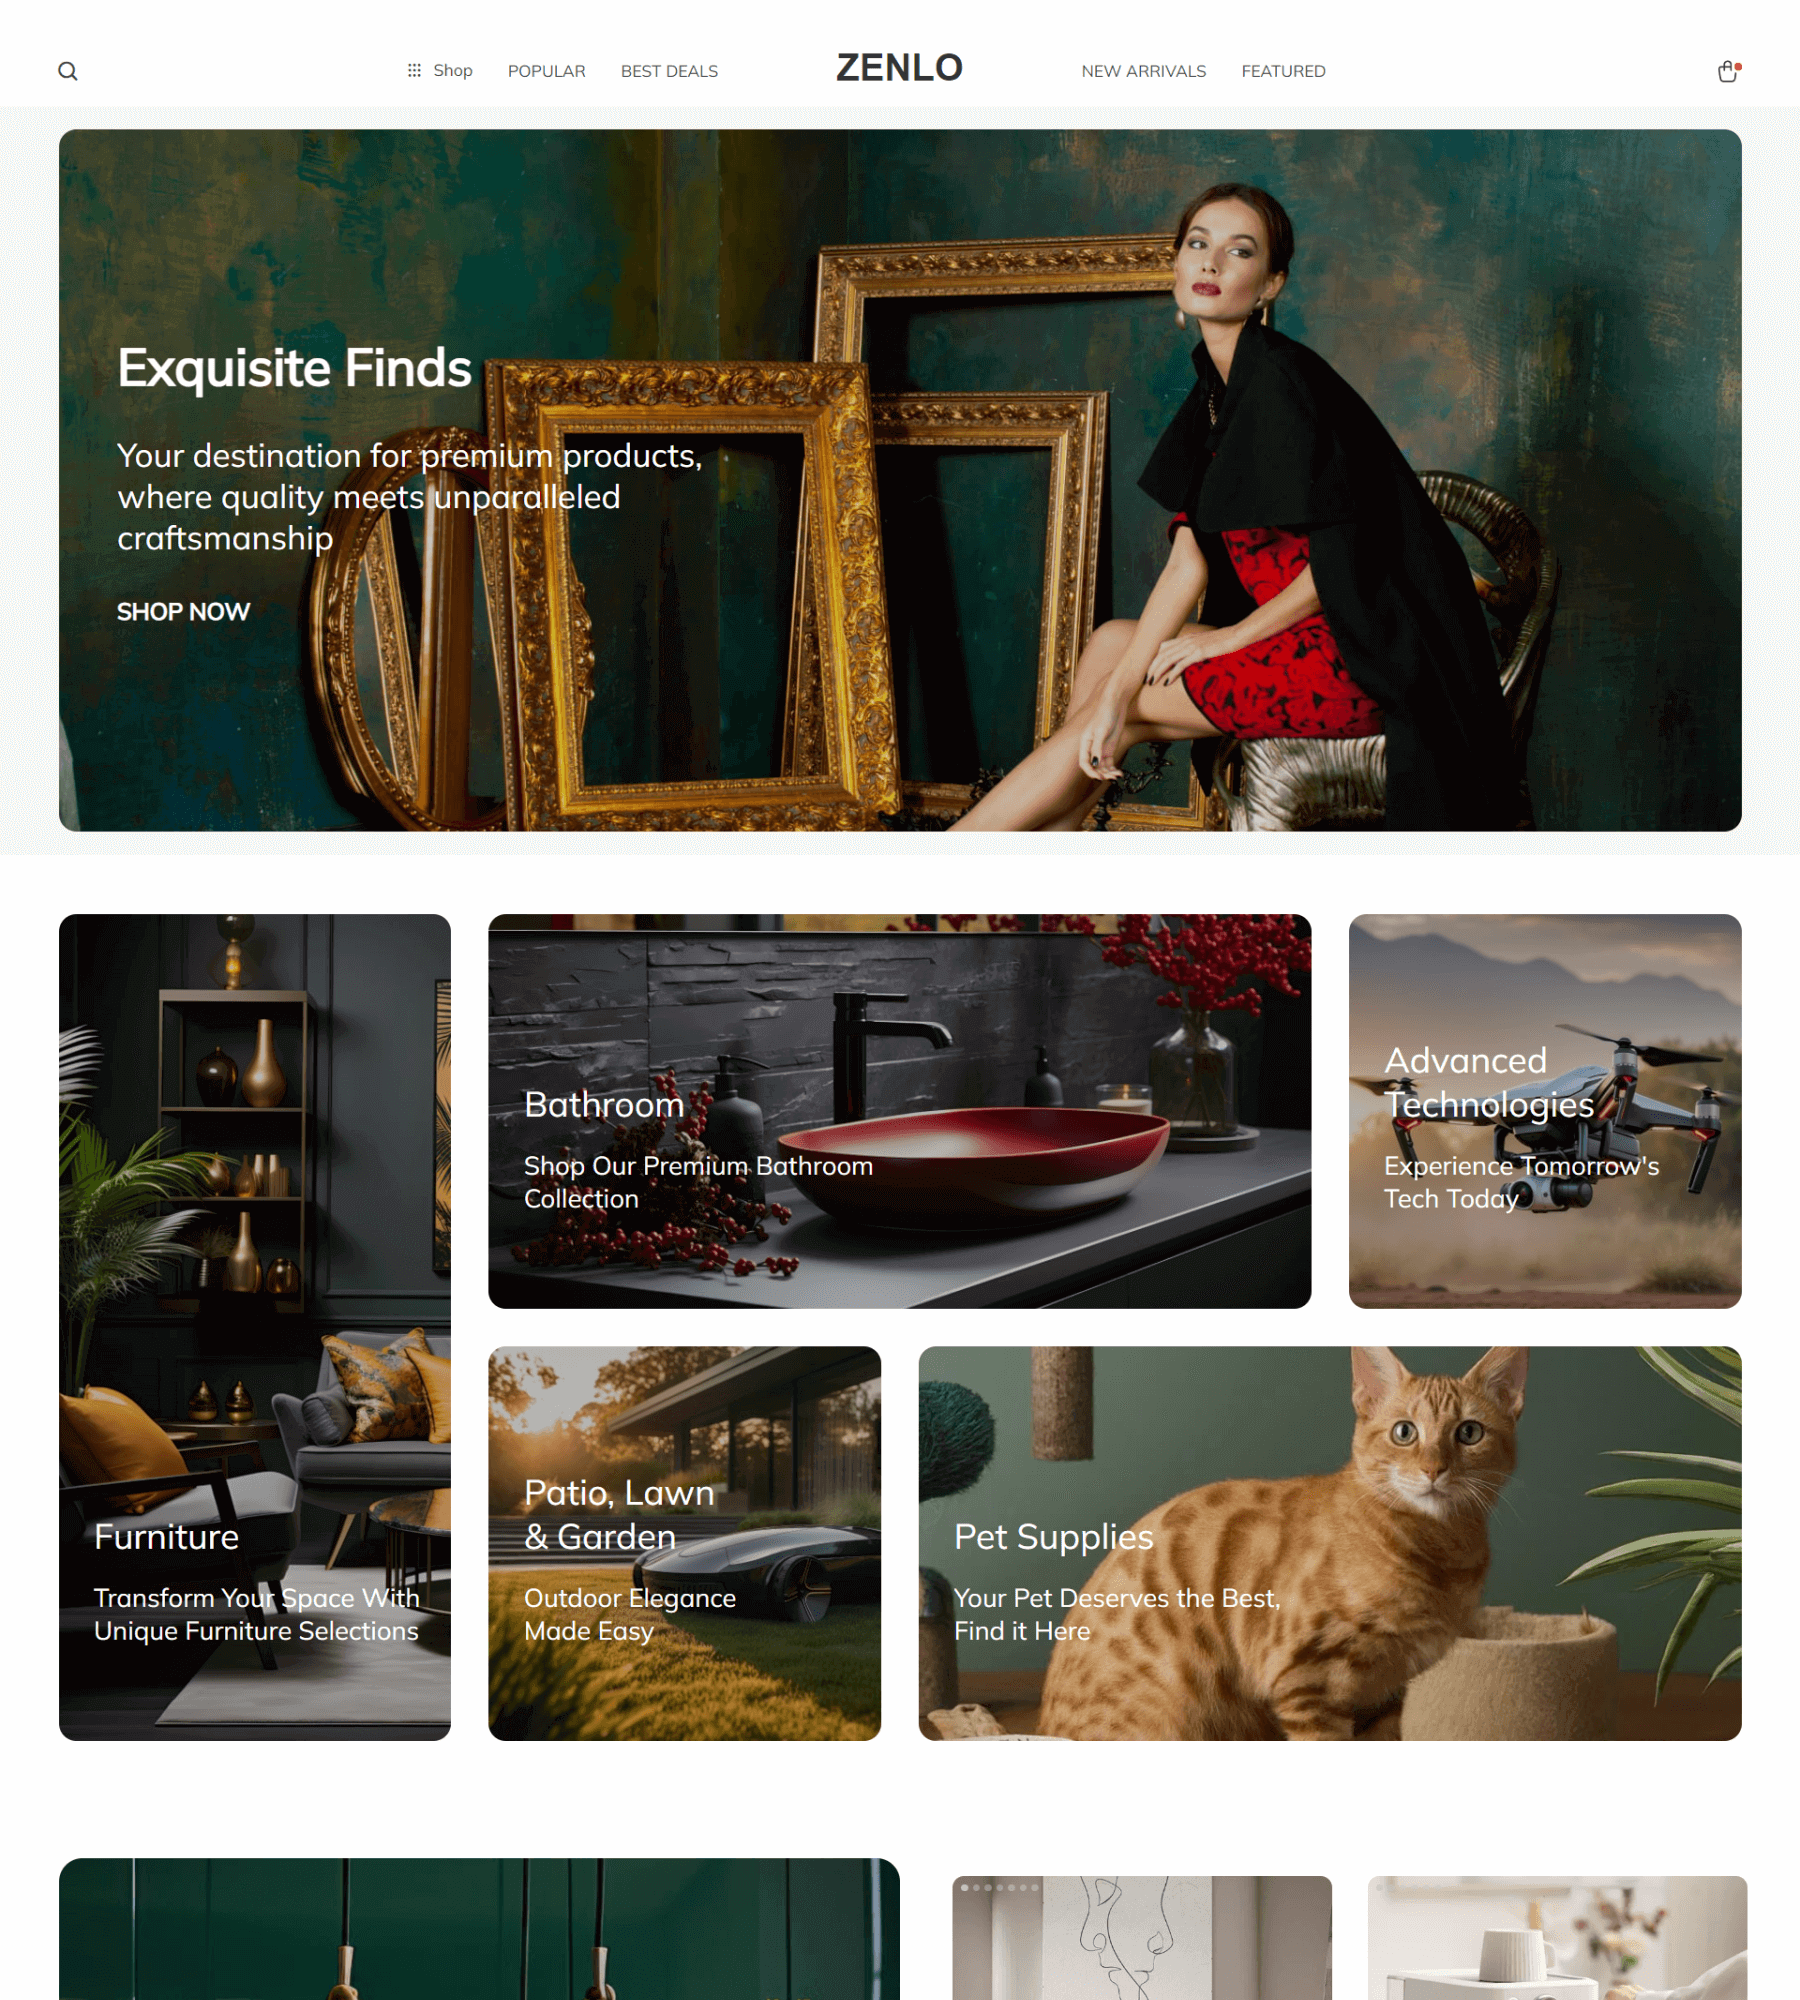 Shop
POPULAR
BEST DEALS
ZENLO
NEW ARRIVALS
FEATURED
Exquisite Finds
Your destination for premium products,
where quality meets unparalleled
craftsmanship
SHOP NOW
Bathroom
Shop Our Premium Bathroom
Collection
Advanced
Technologies
Experience Tomorrow's
Tech Today
Furniture
Transform Your Space With
Unique Furniture Selections
Patio, Lawn
& Garden
Outdoor Elegance
Made Easy
Pet Supplies
Your Pet Deserves the Best,
Find it Here